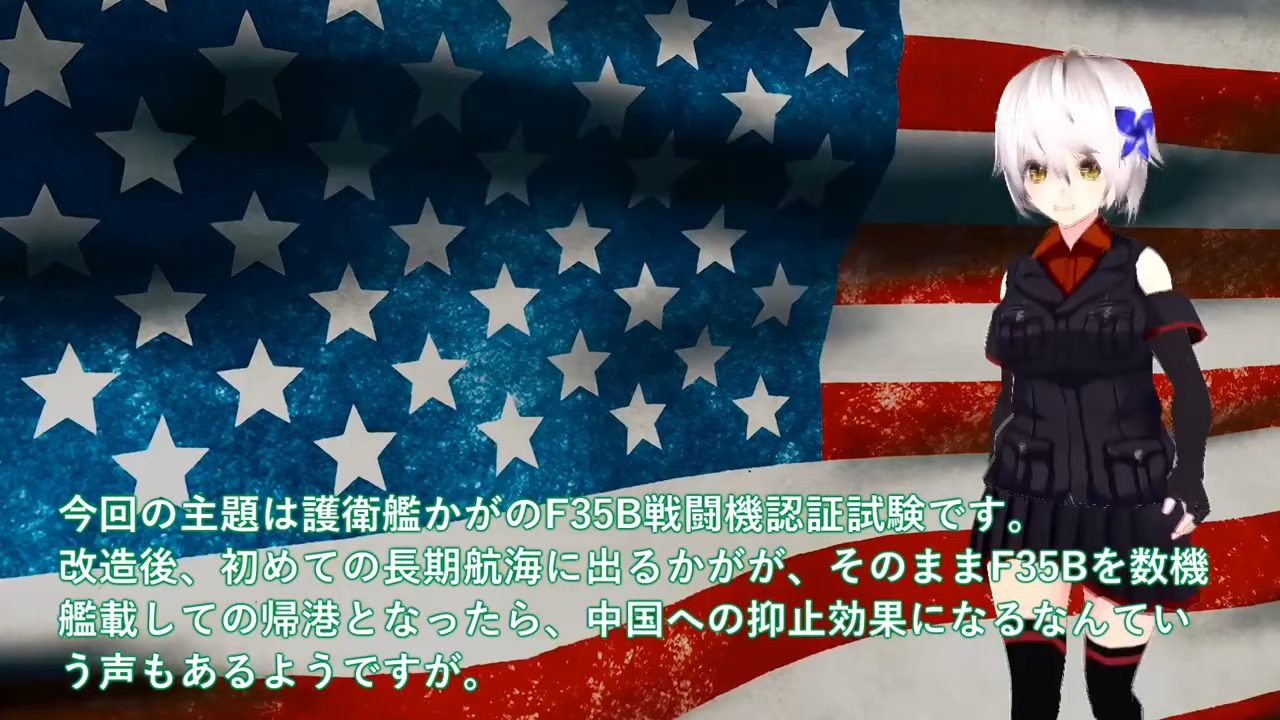 今回の主題は護衛艦かがのF35B戦闘機認証試験です。
改造後、初めての長期航海に出るかがが、そのままF35Bを数機
艦載しての帰港となったら、中国への抑止効果になるなんてい
う声もあるようですが。